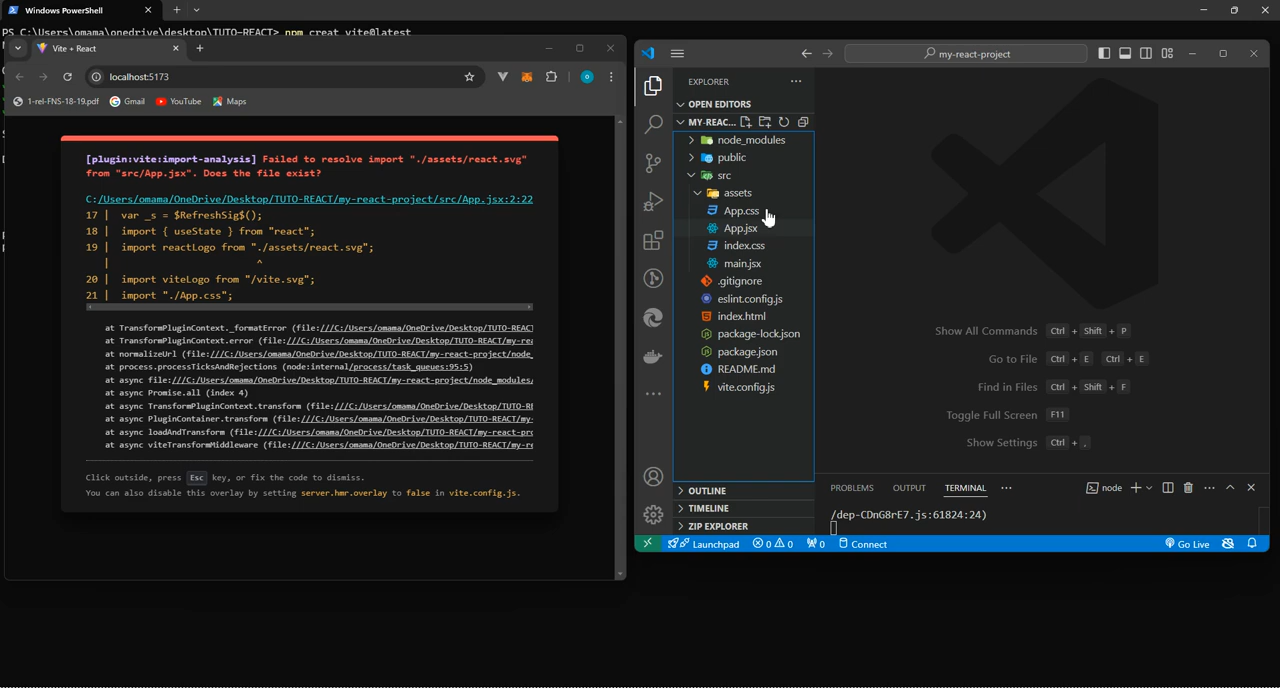 Windows PowerShell
PS C:\Users\omama\onedrive\desktop\TUTO-REACT> npm creat vite@latest
Vite + React
localhost:5173
1-rel-FNS-18-19.pdf
Gmail
YouTube
Maps
[plugin:vite:import-analysis] Failed to resolve import "./assets/react.svg"
from "src/App.jsx". Does the file exist?
C:/Users/omama/OneDrive/Desktop/TUTO-REACT/my-react-project/src/App.jsx:2:22
17 | var _s = $RefreshSig$();
18 | import { useState } from "react";
19 | import reactLogo from "./assets/react.svg";
| ^
20 | import viteLogo from "/vite.svg";
21 | import "./App.css";
at TransformPluginContext._formatError (file:///C:/Users/omama/OneDrive/Desktop/TUTO-REACT
at TransformPluginContext.error (file:///C:/Users/omama/OneDrive/Desktop/TUTO-REACT/my-rea
at normalizeUrl (file:///C:/Users/omama/OneDrive/Desktop/TUTO-REACT/my-react-project/node_
at process.processTicksAndRejections (node:internal/process/task_queues:95:5)
at async file:///C:/Users/omama/OneDrive/Desktop/TUTO-REACT/my-react-project/node_modules/
at async Promise.all (index 4)
at async TransformPluginContext.transform (file:///C:/Users/omama/OneDrive/Desktop/TUTO-RE
at async PluginContainer.transform (file:///C:/Users/omama/OneDrive/Desktop/TUTO-REACT/my-
at async loadAndTransform (file:///C:/Users/omama/OneDrive/Desktop/TUTO-REACT/my-react-pro
at async viteTransformMiddleware (file:///C:/Users/omama/OneDrive/Desktop/TUTO-REACT/my-re
Click outside, press Esc key, or fix the code to dismiss.
You can also disable this overlay by setting server.hmr.overlay to false in vite.config.js.
my-react-project
EXPLORER
OPEN EDITORS
MY-REAC...
node_modules
public
src
assets
App.css
App.jsx
index.css
main.jsx
.gitignore
eslint.config.js
index.html
package-lock.json
package.json
README.md
vite.config.js
OUTLINE
TIMELINE
ZIP EXPLORER
Show All Commands Ctrl + Shift + P
Go to File Ctrl + E Ctrl + E
Find in Files Ctrl + Shift + F
Toggle Full Screen F11
Show Settings Ctrl + ,
PROBLEMS OUTPUT TERMINAL
node
/dep-CDnG8rE7.js:61824:24)
Launchpad 0 0 0 Connect
Go Live